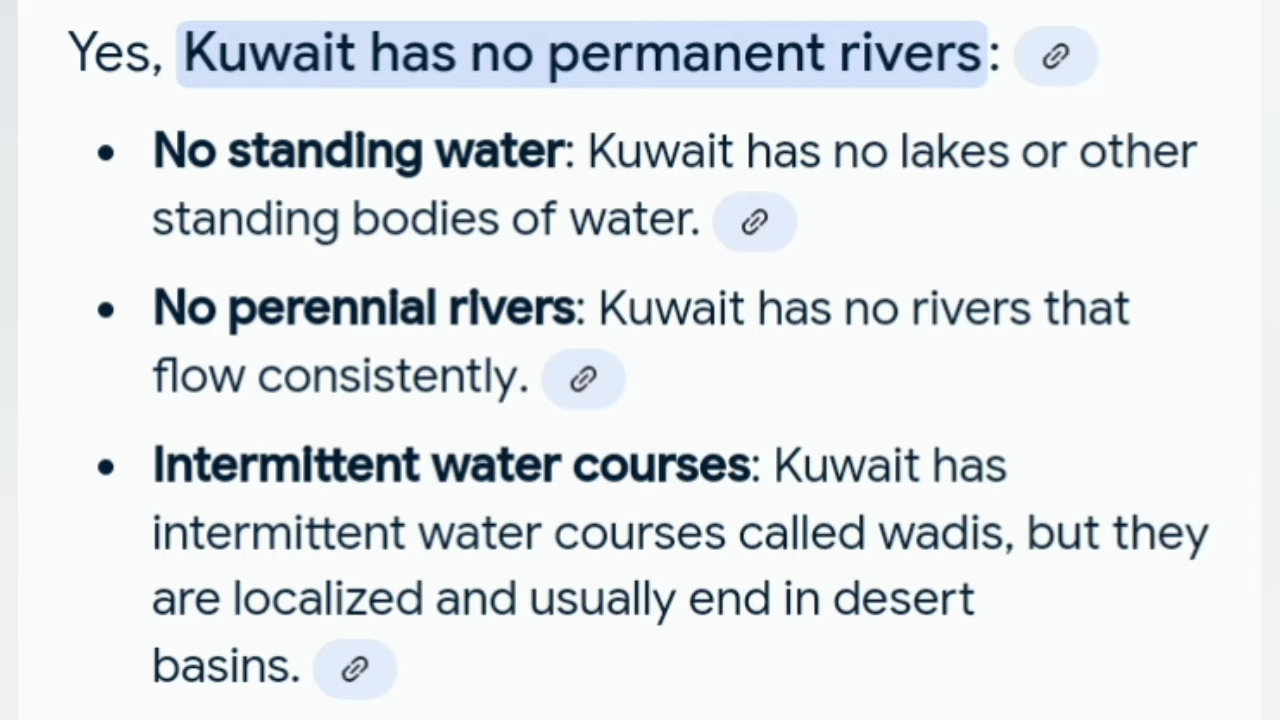 Yes, Kuwait has no permanent rivers:
• No standing water: Kuwait has no lakes or other
standing bodies of water.
• No perennial rivers: Kuwait has no rivers that
flow consistently.
• Intermittent water courses: Kuwait has
intermittent water courses called wadis, but they
are localized and usually end in desert
basins.